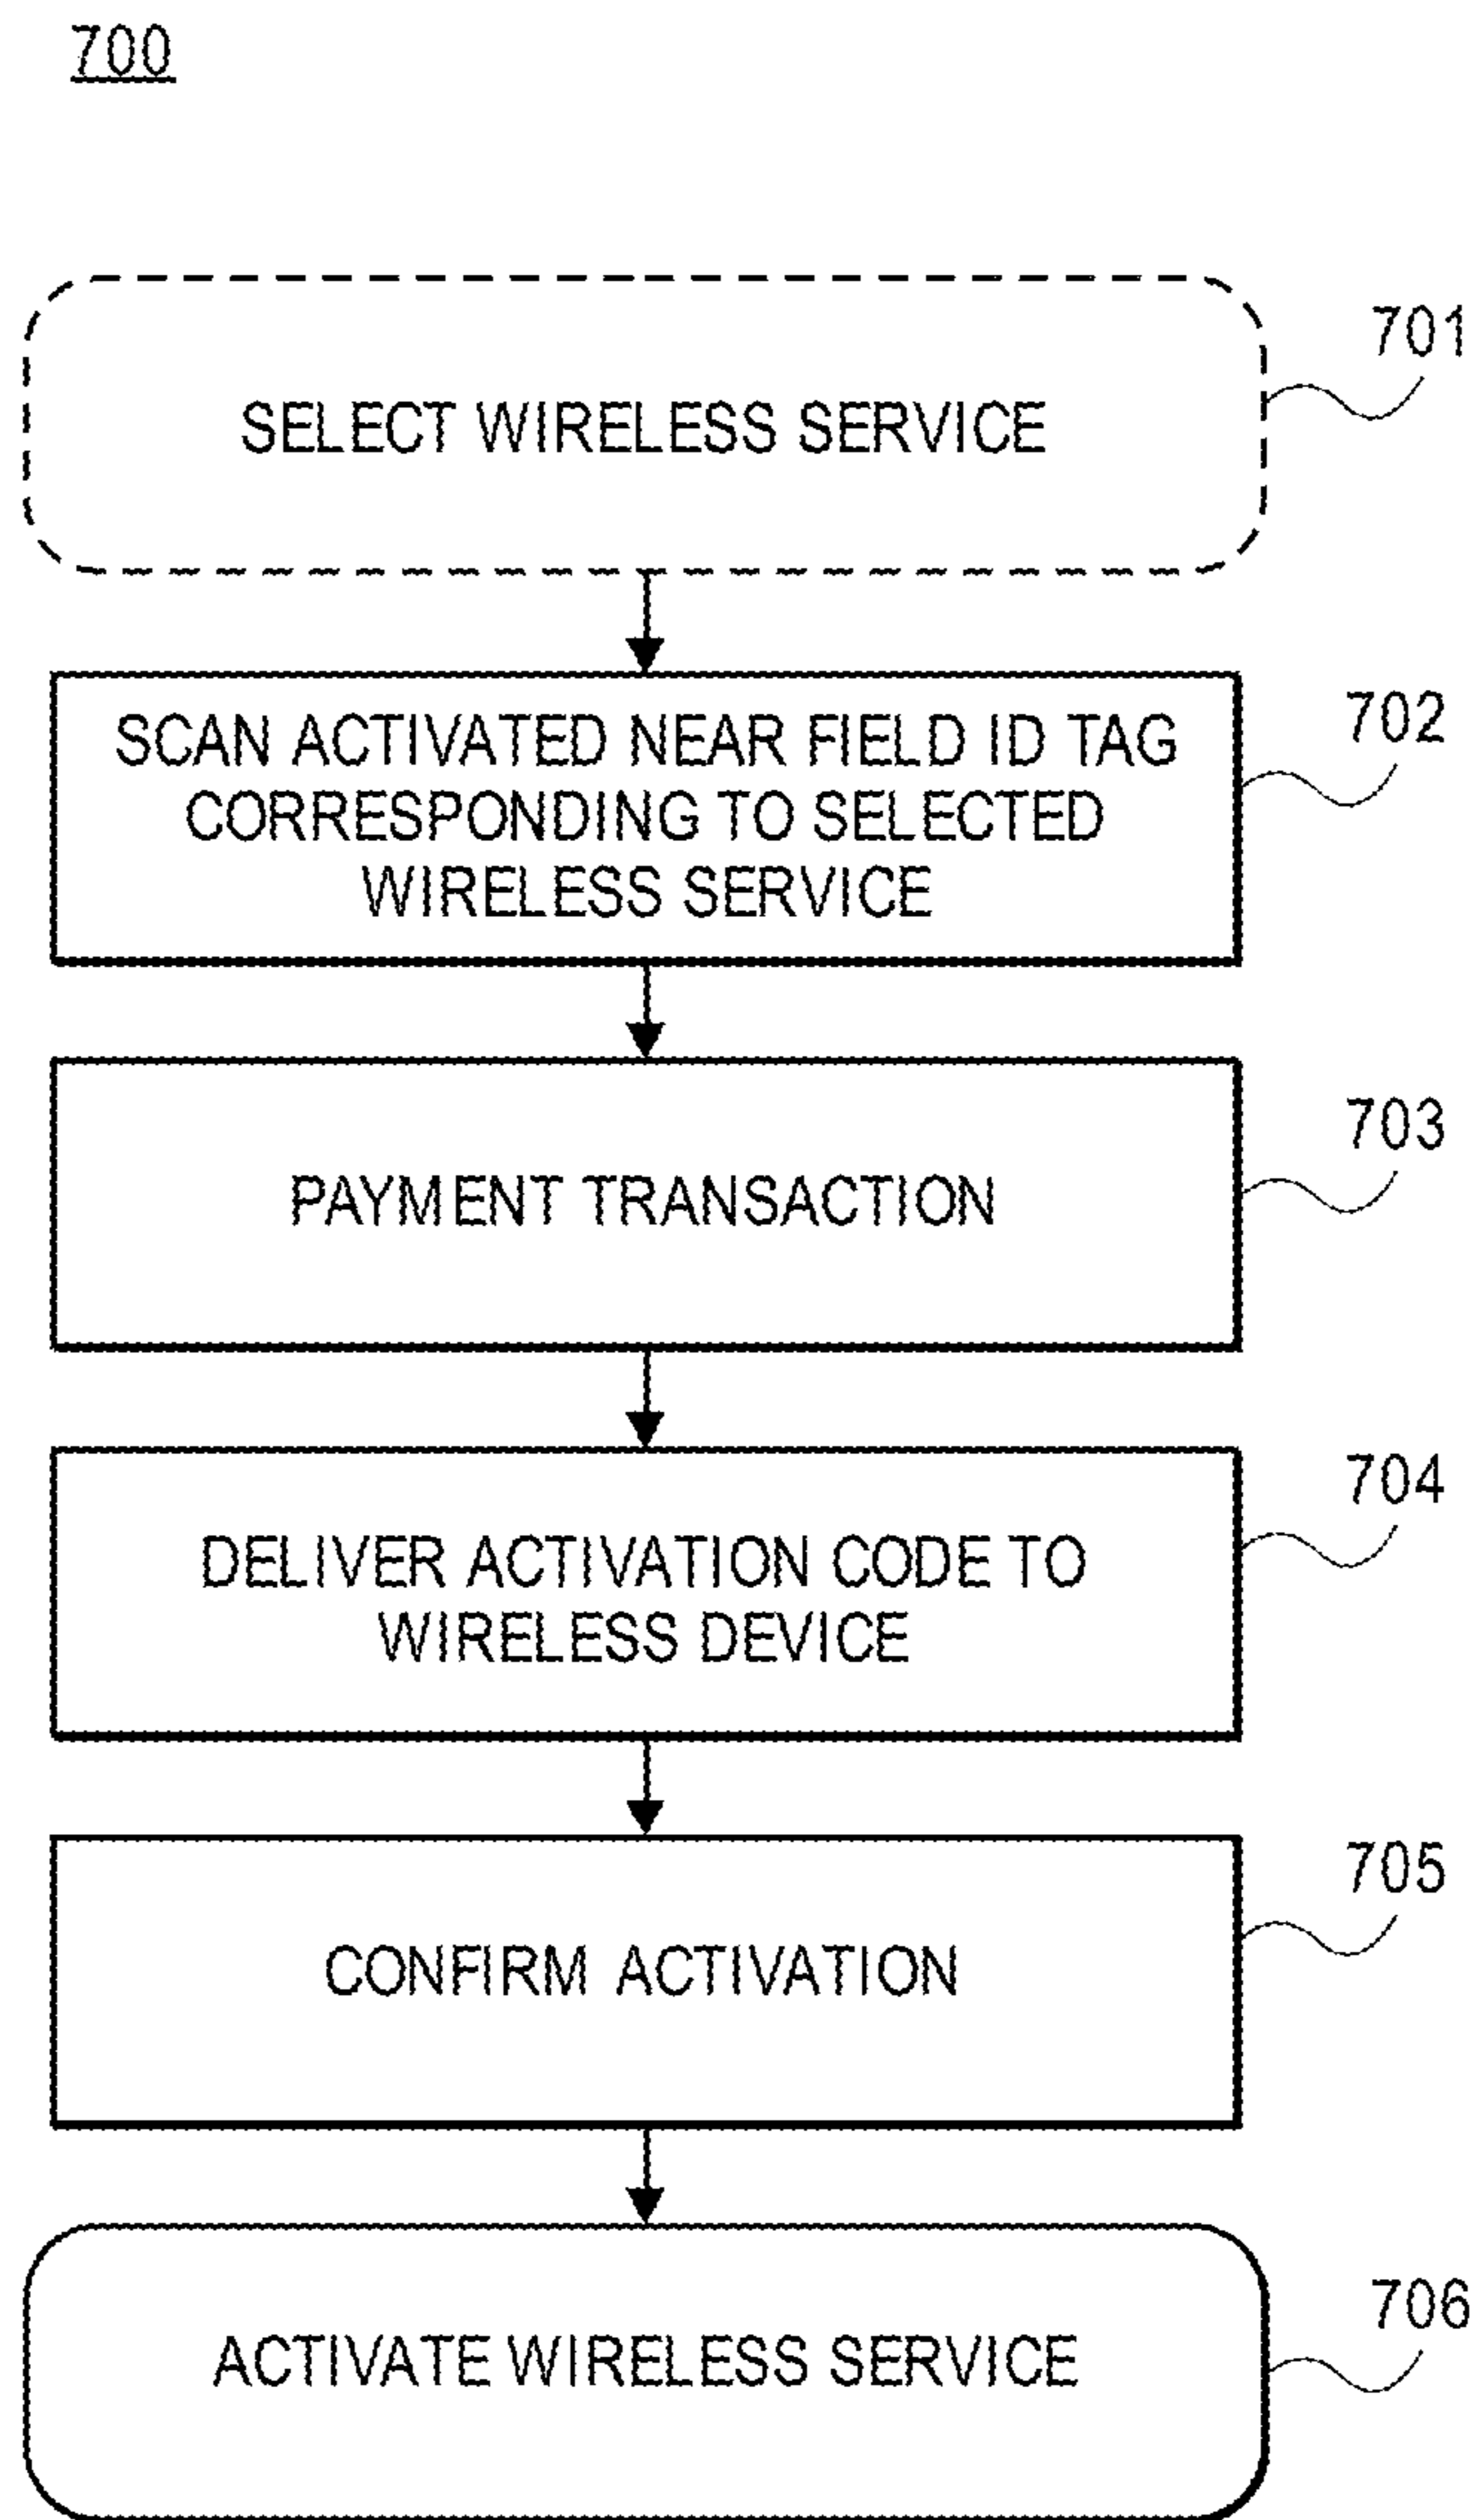 700
SELECT WIRELESS SERVICE
701
SCAN ACTIVATED NEAR FIELD ID TAG
CORRESPONDING TO SELECTED
WIRELESS SERVICE
702
PAYMENT TRANSACTION
703
DELIVER ACTIVATION CODE TO
WIRELESS DEVICE
704
CONFIRM ACTIVATION
705
ACTIVATE WIRELESS SERVICE
706